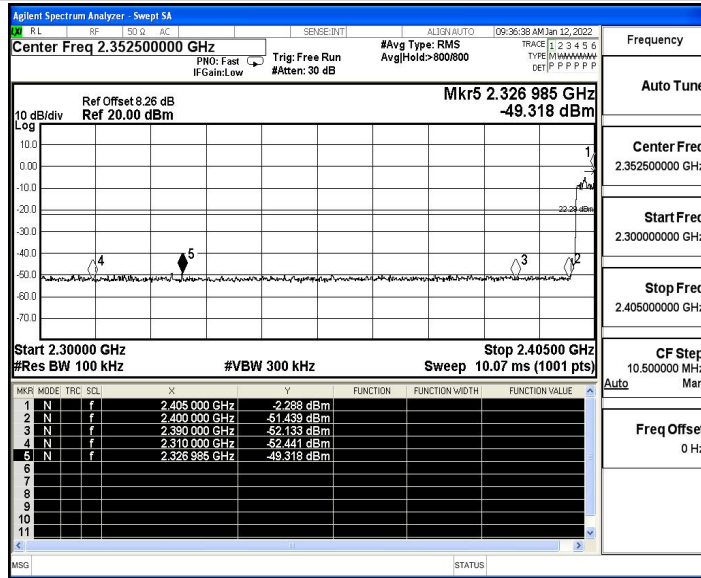 Agilent Spectrum Analyzer - Swept SA
RL RF 50 Ω AC SENSE:INT ALIGN AUTO 09:36:38 AM Jan 12, 2022
Center Freq 2.352500000 GHz
PNO: Fast
IFGain:Low
Trig: Free Run
#Atten: 30 dB
#Avg Type: RMS
Avg|Hold:>800/800
TRACE 1 2 3 4 5 6
TYPE M
DET P P P P P P
Frequency
Auto Tune
Center Freq
2.352500000 GHz
Start Freq
2.300000000 GHz
Stop Freq
2.405000000 GHz
CF Step
10.500000 MHz
Auto Man
Freq Offset
0 Hz
Mkr5 2.326 985 GHz
-49.318 dBm
Ref Offset 8.26 dB
Ref 20.00 dBm
10 dB/div
Log
10.0
0.00
-10.0
-20.0
-30.0
-40.0
-50.0
-60.0
-70.0
1
4
5
3
2
Start 2.30000 GHz
Stop 2.40500 GHz
#Res BW 100 kHz
#VBW 300 kHz
Sweep 10.07 ms (1001 pts)
MKR MODE TRC SCL X Y FUNCTION FUNCTION WIDTH FUNCTION VALUE
1 N f 2.405 000 GHz -2.288 dBm
2 N f 2.400 000 GHz -51.439 dBm
3 N f 2.390 000 GHz -52.133 dBm
4 N f 2.310 000 GHz -52.441 dBm
5 N f 2.326 985 GHz -49.318 dBm
6
7
8
9
10
11
MSG
STATUS